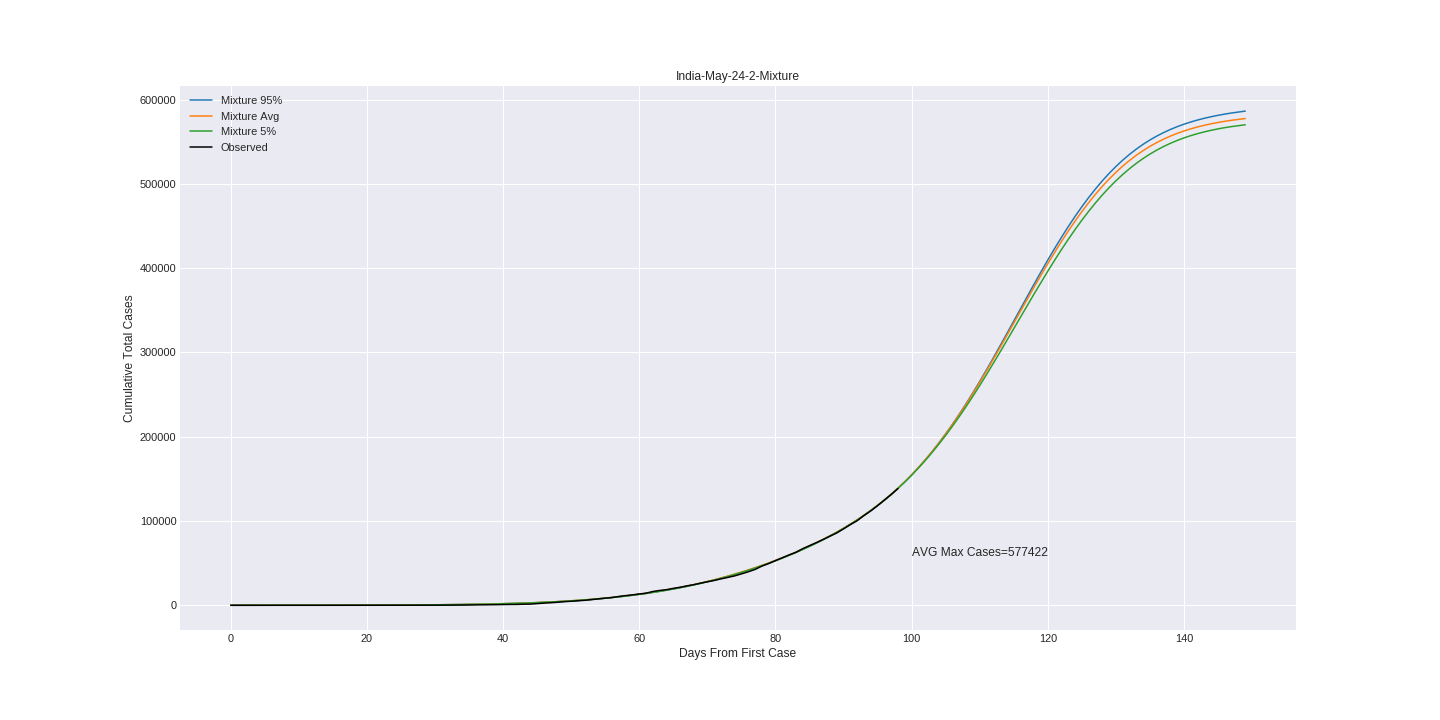 India-May-24-2-Mixture
Mixture 95%
Mixture Avg
Mixture 5%
Observed
600000
500000
400000
300000
200000
100000
0
Cumulative Total Cases
AVG Max Cases=577422
0 20 40 60 80 100 120 140
Days From First Case